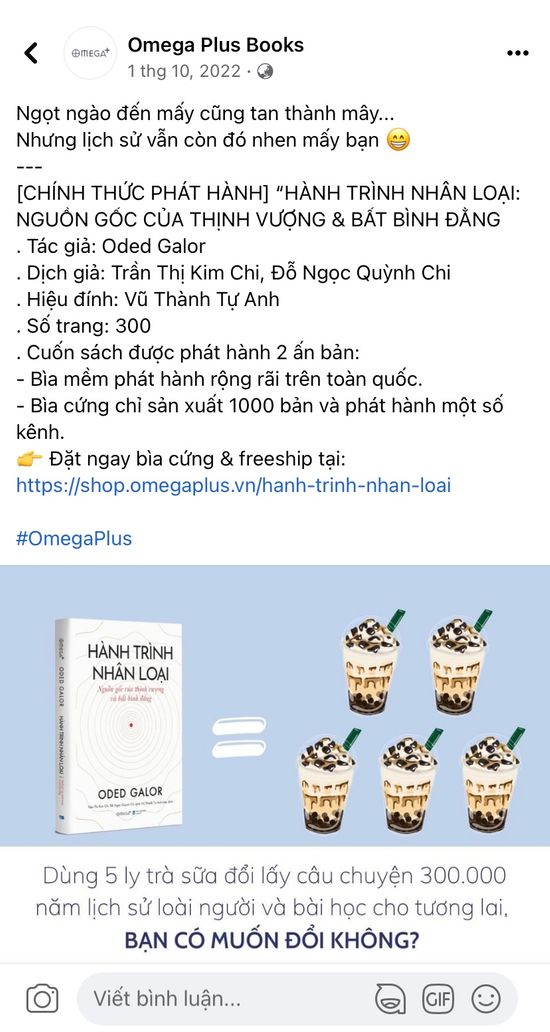 ΘMEGA+
Omega Plus Books
1 thg 10, 2022 ·
Ngọt ngào đến mấy cũng tan thành mây...
Nhưng lịch sử vẫn còn đó nhen mấy bạn 😁
---
[CHÍNH THỨC PHÁT HÀNH] “HÀNH TRÌNH NHÂN LOẠI:
NGUỒN GỐC CỦA THỊNH VƯỢNG & BẤT BÌNH ĐẲNG
. Tác giả: Oded Galor
. Dịch giả: Trần Thị Kim Chi, Đỗ Ngọc Quỳnh Chi
. Hiệu đính: Vũ Thành Tự Anh
. Số trang: 300
. Cuốn sách được phát hành 2 ấn bản:
- Bìa mềm phát hành rộng rãi trên toàn quốc.
- Bìa cứng chỉ sản xuất 1000 bản và phát hành một số
kênh.
👉 Đặt ngay bìa cứng & freeship tại:
https://shop.omegaplus.vn/hanh-trinh-nhan-loai
#OmegaPlus
ODED GALOR
HÀNH TRÌNH NHÂN LOẠI
HÀNH TRÌNH
NHÂN LOẠI
Nguồn gốc của thịnh vượng
và bất bình đẳng
ODED GALOR
Dùng 5 ly trà sữa đổi lấy câu chuyện 300.000
năm lịch sử loài người và bài học cho tương lai,
BẠN CÓ MUỐN ĐỔI KHÔNG?
Viết bình luận...
GIF